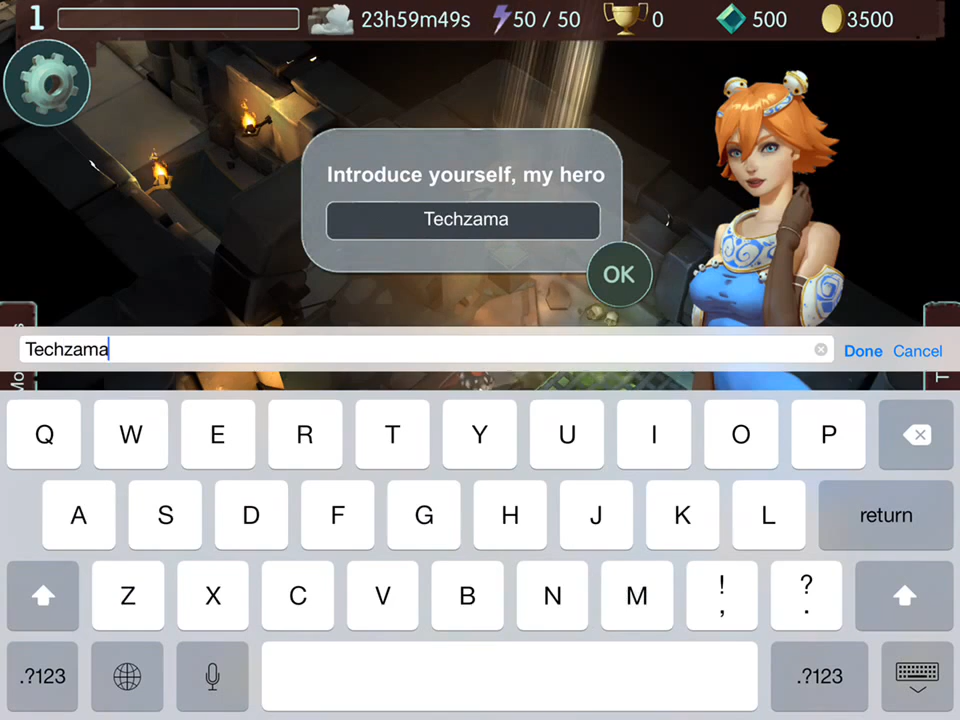 1
23h59m49s
50 / 50
0
500
3500
Introduce yourself, my hero
Techzama
OK
Techzama
Done
Cancel
Q W E R T Y U I O P
A S D F G H J K L return
Z X C V B N M ! , ? .
.?123
.?123